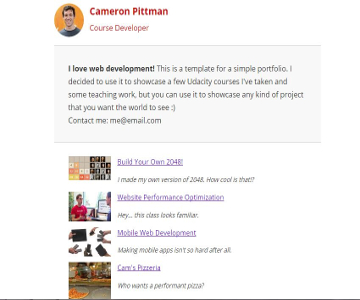 Cameron Pittman
Course Developer
I love web development! This is a template for a simple portfolio. I
decided to use it to showcase a few Udacity courses I've taken and
some teaching work, but you can use it to showcase any kind of project
that you want the world to see :)
Contact me: me@email.com
Build Your Own 2048!
I made my own version of 2048. How cool is that!?
Website Performance Optimization
Hey... this class looks familiar.
Mobile Web Development
Making mobile apps isn't so hard after all.
Cam's Pizzeria
Who wants a performant pizza?